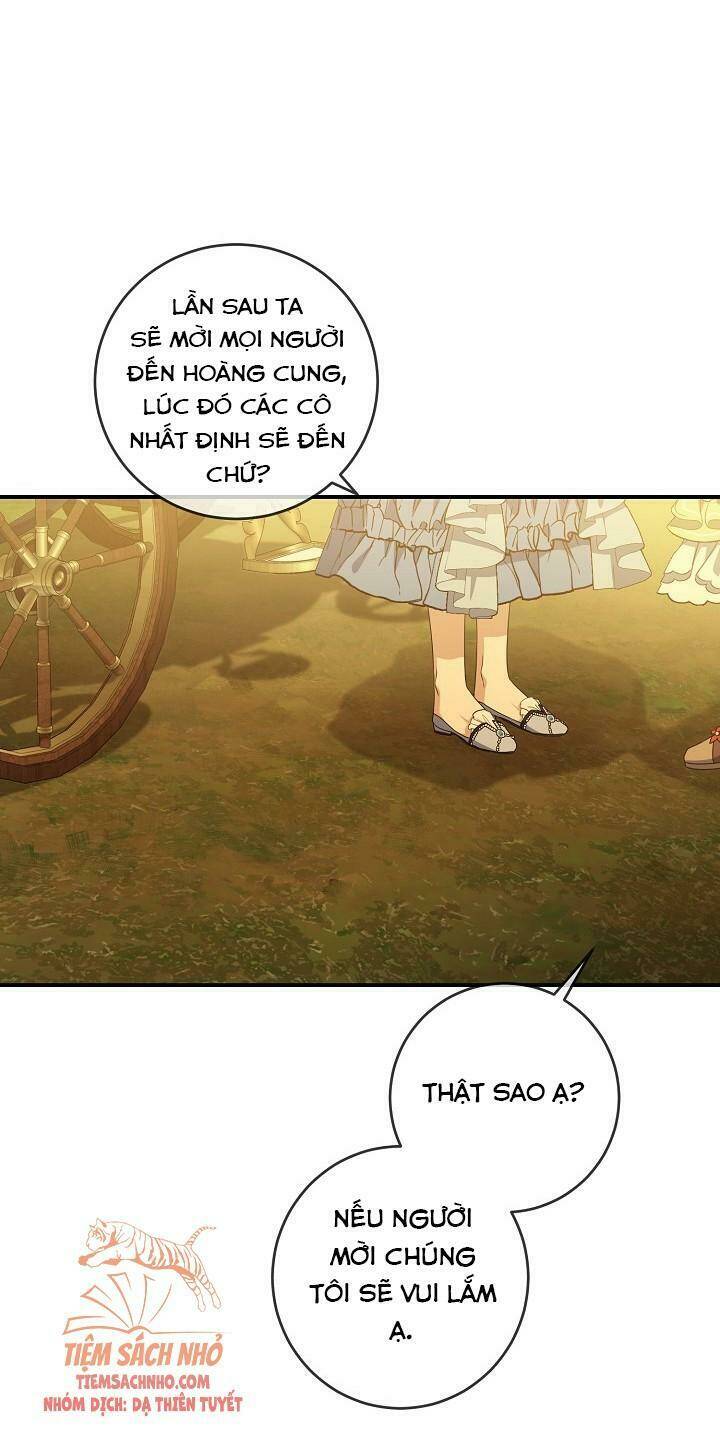 LẦN SAU TA
SẼ MỜI MỌI NGƯỜI
ĐẾN HOÀNG CUNG,
LÚC ĐÓ CÁC CÔ
NHẤT ĐỊNH SẼ ĐẾN
CHỨ?
THẬT SAO Ạ?
NẾU NGƯỜI
MỜI CHÚNG
TÔI SẼ VUI LẮM
Ạ.
TIỆM SÁCH NHỎ
TIEMSACHNHO.COM
NHÓM DỊCH: DẠ THIÊN TUYẾT